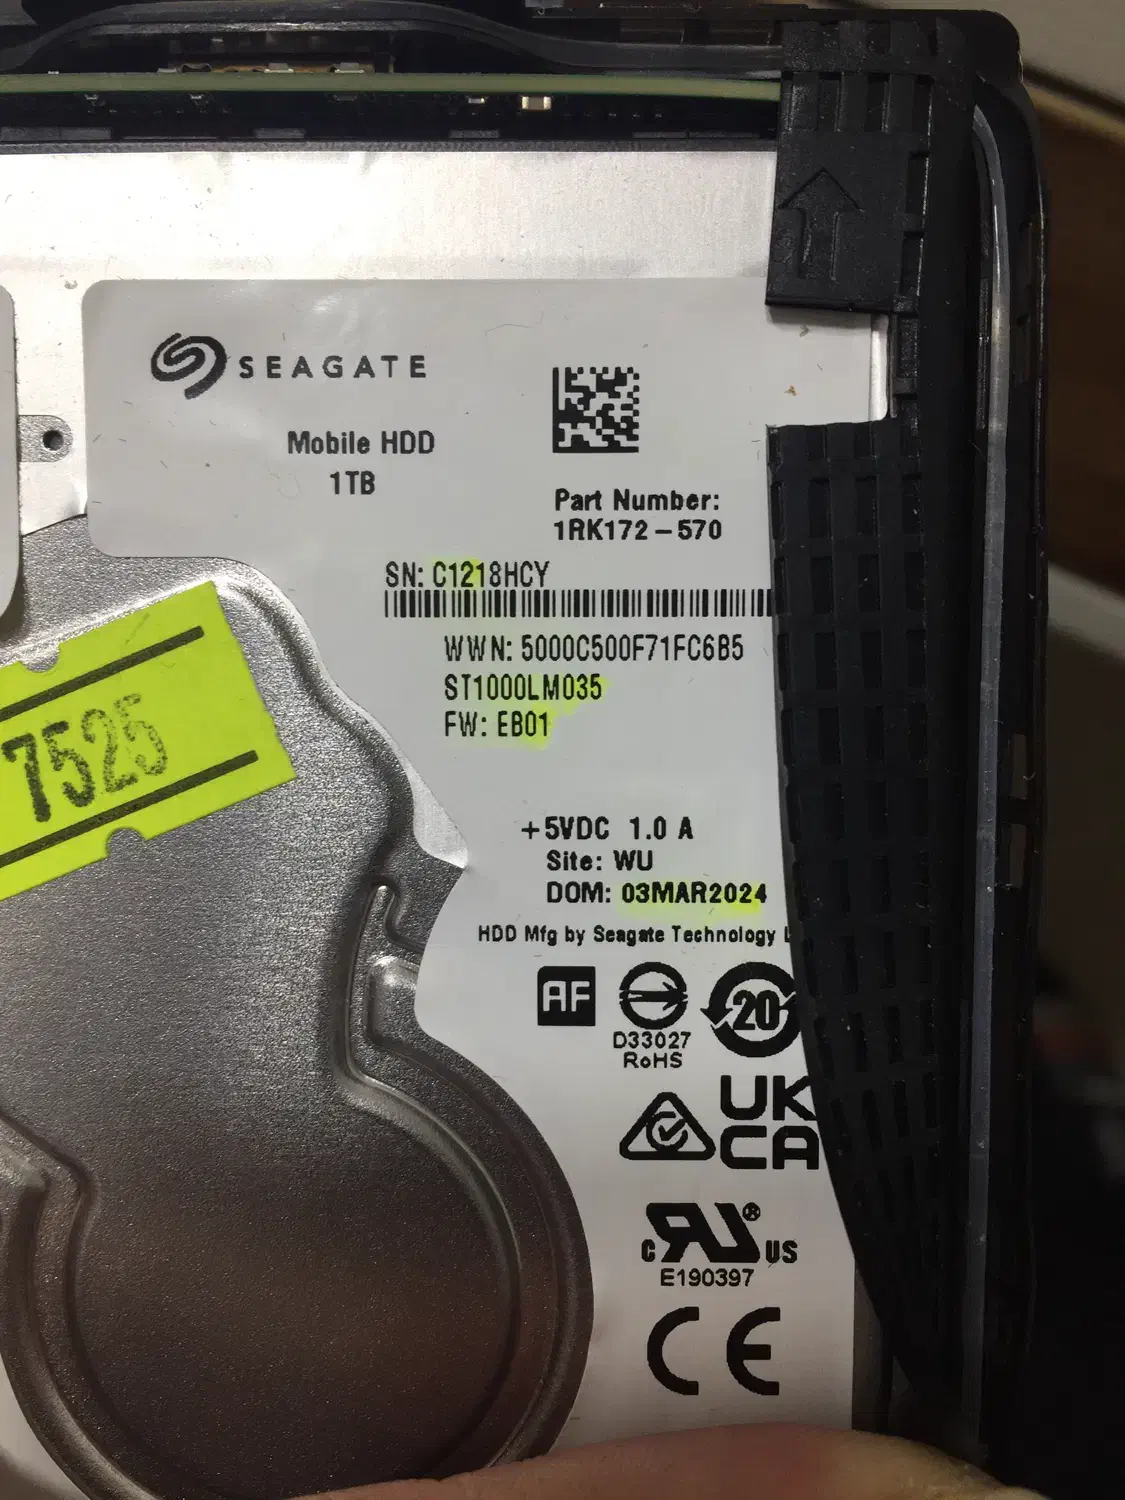 SEAGATE
Mobile HDD
1TB
Part Number:
1RK172-570
SN: C1218HCY
WWN: 5000C500F71FC6B5
ST1000LM035
FW: EB01
7525
+5VDC 1.0 A
Site: WU
DOM: 03MAR2024
HDD Mfg by Seagate Technology
AF
20
D33027
RoHS
UK
CA
c RU ® US
E190397
CE